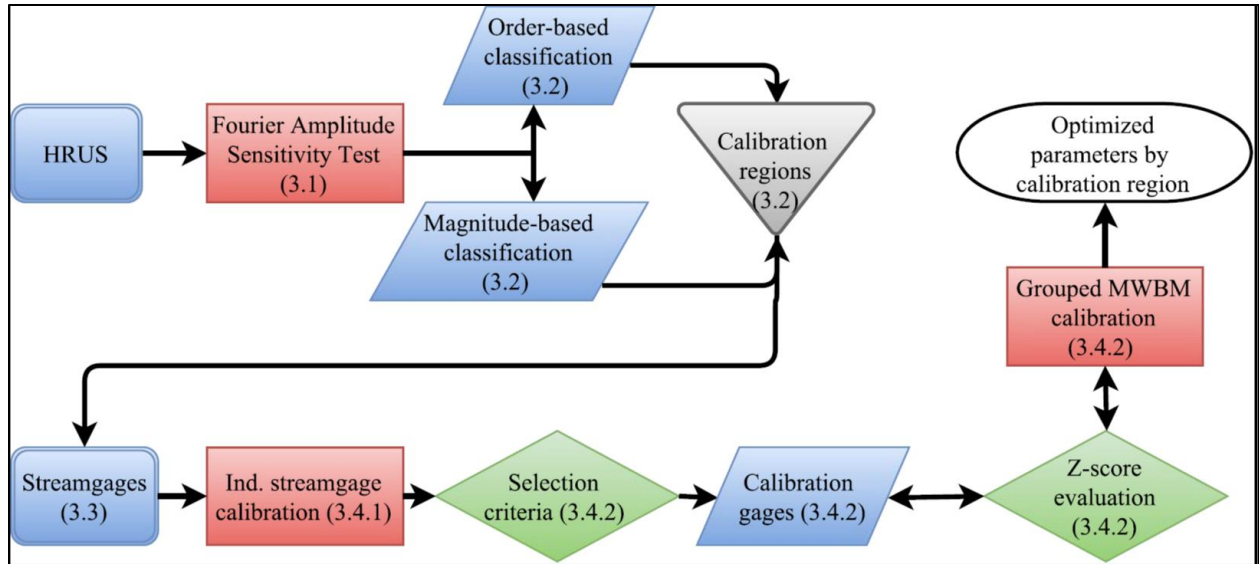 HRUS
Fourier Amplitude
Sensitivity Test
(3.1)
Order-based
classification
(3.2)
Magnitude-based
classification
(3.2)
Calibration
regions
(3.2)
Optimized
parameters by
calibration region
Grouped MWBM
calibration
(3.4.2)
Streamgages
(3.3)
Ind. streamgage
calibration (3.4.1)
Selection
criteria (3.4.2)
Calibration
gages (3.4.2)
Z-score
evaluation
(3.4.2)